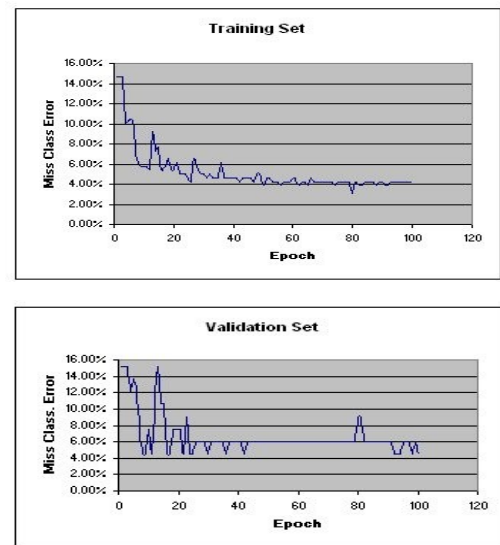 Training Set
16.00%
14.00%
12.00%
10.00%
8.00%
6.00%
4.00%
2.00%
0.00%
Miss Class Error
0 20 40 60 80 100 120
Epoch
Validation Set
16.00%
14.00%
12.00%
10.00%
8.00%
6.00%
4.00%
2.00%
0.00%
Miss Class. Error
0 20 40 60 80 100 120
Epoch